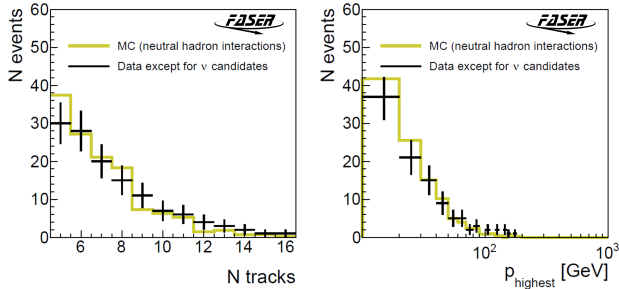 N events
60
50
40
30
20
10
0
FASER
MC (neutral hadron interactions)
Data except for ν candidates
6 8 10 12 14 16
N tracks
N events
60
50
40
30
20
10
0
FASER
MC (neutral hadron interactions)
Data except for ν candidates
10² 10³
p_highest [GeV]